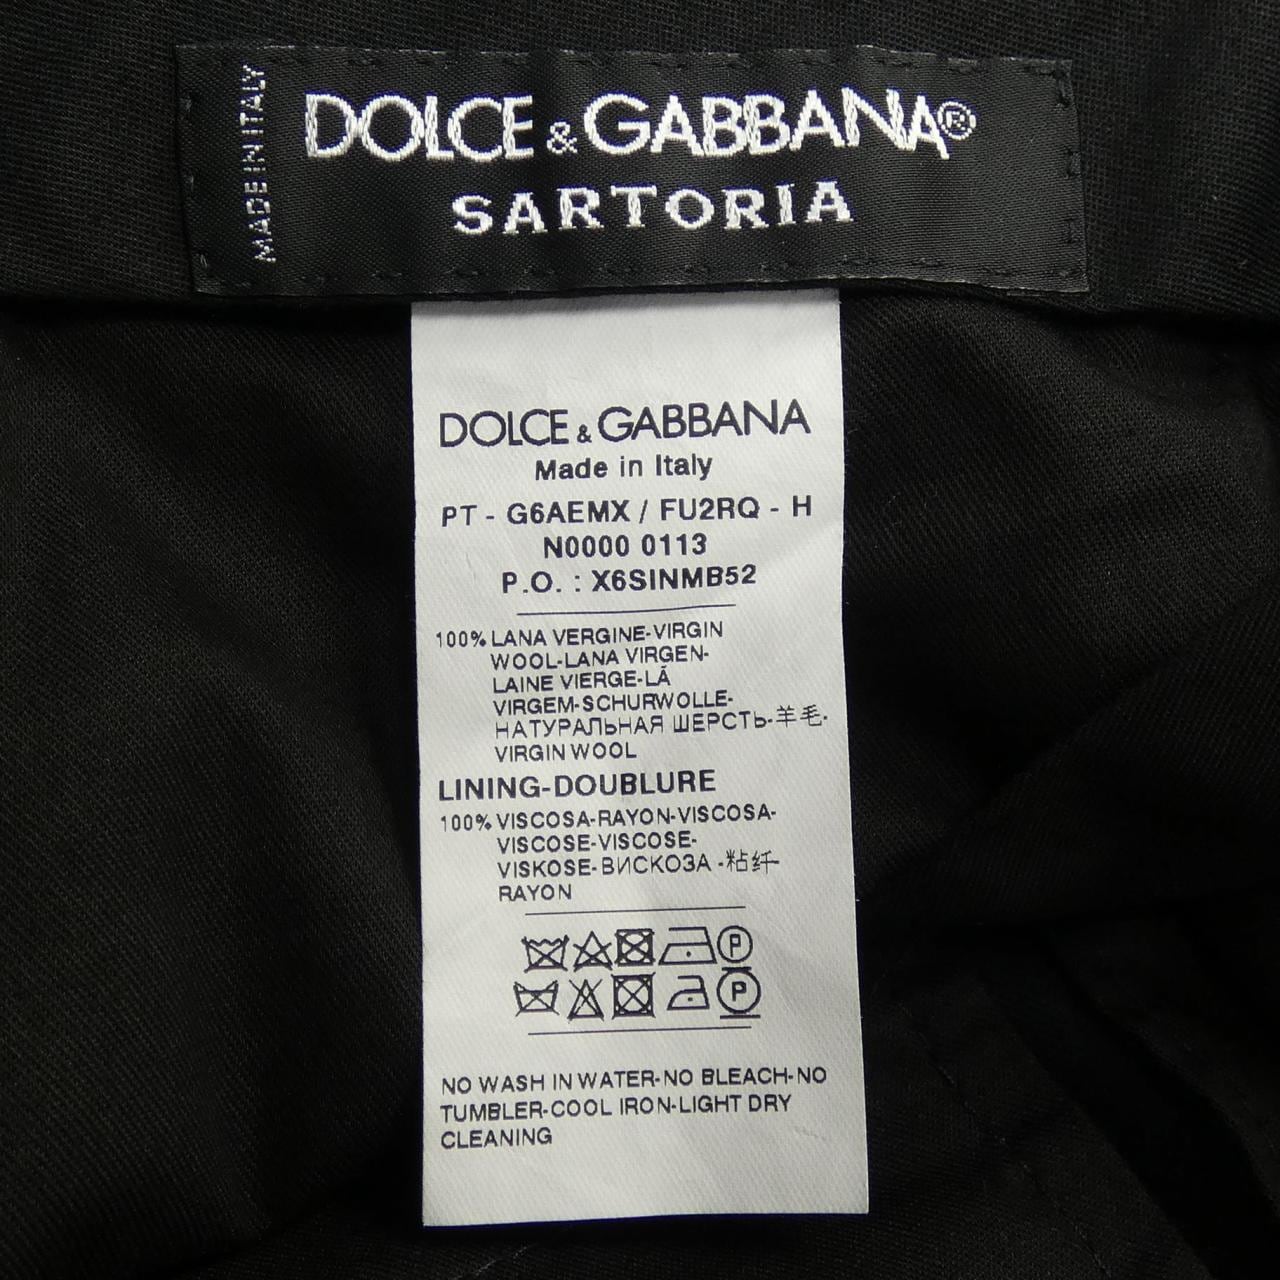 MADE IN ITALY
DOLCE & GABBANA®
SARTORIA
DOLCE & GABBANA
Made in Italy
PT - G6AEMX / FU2RQ - H
N0000 0113
P.O. : X6SINMB52
100% LANA VERGINE-VIRGIN
WOOL-LANA VIRGEN-
LAINE VIERGE-LÃ
VIRGEM-SCHURWOLLE-
НАТУРАЛЬНАЯ ШЕРСТЬ-羊毛-
VIRGIN WOOL
LINING-DOUBLURE
100% VISCOSA-RAYON-VISCOSA-
VISCOSE-VISCOSE-
VISKOSE-ВИСКОЗА -粘纤-
RAYON
P
P
NO WASH IN WATER-NO BLEACH-NO
TUMBLER-COOL IRON-LIGHT DRY
CLEANING